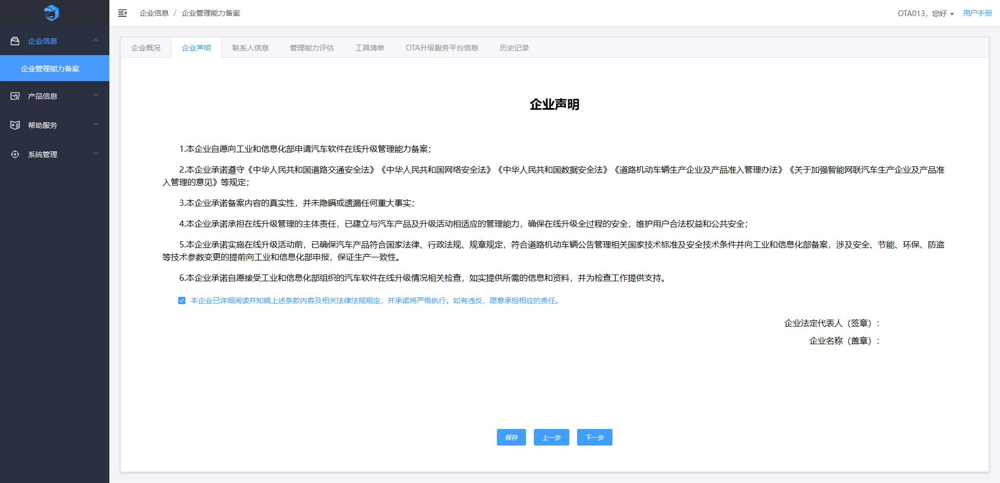 企业信息 / 企业管理能力备案
OTA013，您好
用户手册
企业信息
企业管理能力备案
产品信息
帮助服务
系统管理
企业概况
企业声明
联系人信息
管理能力评估
工具清单
OTA升级服务平台信息
历史记录
企业声明
1.本企业自愿向工业和信息化部申请汽车软件在线升级管理能力备案；
2.本企业承诺遵守《中华人民共和国道路交通安全法》《中华人民共和国网络安全法》《中华人民共和国数据安全法》《道路机动车辆生产企业及产品准入管理办法》《关于加强智能网联汽车生产企业及产品准
入管理的意见》等规定；
3.本企业承诺备案内容的真实性，并未隐瞒或遗漏任何重大事实；
4.本企业承诺承担在线升级管理的主体责任，已建立与汽车产品及升级活动相适应的管理能力，确保在线升级全过程的安全，维护用户合法权益和公共安全；
5.本企业承诺实施在线升级活动前，已确保汽车产品符合国家法律、行政法规、规章规定，符合道路机动车辆公告管理相关国家技术标准及安全技术条件并向工业和信息化部备案，涉及安全、节能、环保、防盗
等技术参数变更的提前向工业和信息化部申报，保证生产一致性。
6.本企业承诺自愿接受工业和信息化部组织的汽车软件在线升级情况相关检查，如实提供所需的信息和资料，并为检查工作提供支持。
本企业已详细阅读并知晓上述条款内容及相关法律法规规定，并承诺将严格执行。如有违反，愿意承担相应的责任。
企业法定代表人（签章）：
企业名称（盖章）：
保存
上一步
下一步